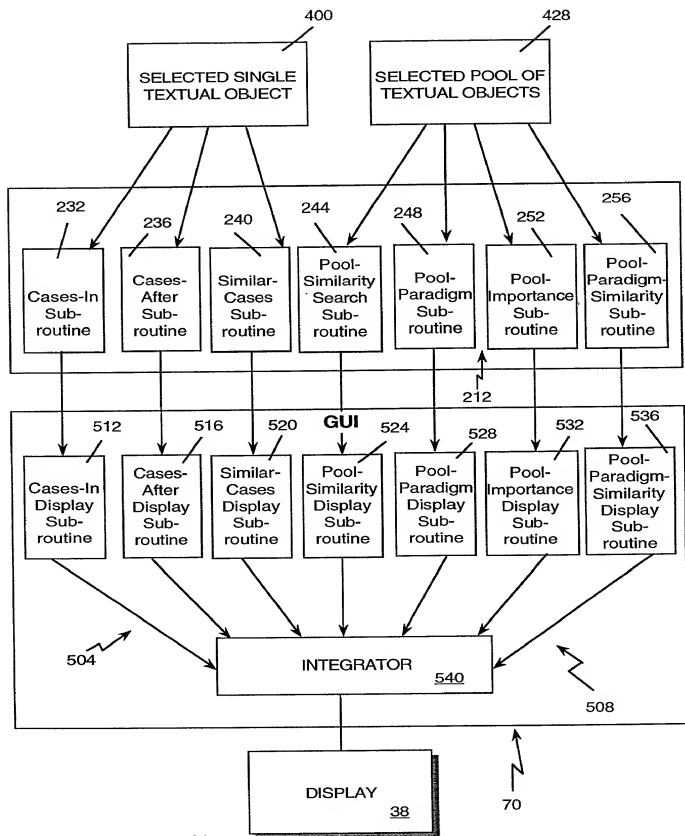 400
428
SELECTED SINGLE
TEXTUAL OBJECT
SELECTED POOL OF
TEXTUAL OBJECTS
232
236
240
244
248
252
256
Cases-In
Sub-
routine
Cases-
After
Sub-
routine
Similar-
Cases
Sub-
routine
Pool-
Similarity
Search
Sub-
routine
Pool-
Paradigm
Sub-
routine
Pool-
Importance
Sub-
routine
Pool-
Paradigm-
Similarity
Sub-
routine
212
GUI
512
516
520
524
528
532
536
Cases-In
Display
Sub-
routine
Cases-
After
Display
Sub-
routine
Similar-
Cases
Display
Sub-
routine
Pool-
Similarity
Display
Sub-
routine
Pool-
Paradigm
Display
Sub-
routine
Pool-
Importance
Display
Sub-
routine
Pool-
Paradigm-
Similarity
Display
Sub-
routine
504
INTEGRATOR
540
508
DISPLAY
38
70